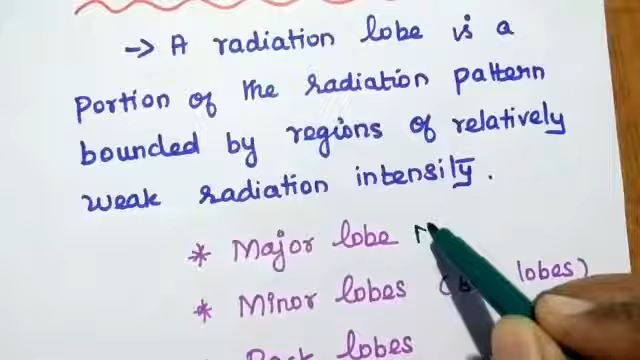 → A radiation lobe is a
portion of the radiation pattern
bounded by regions of relatively
weak radiation intensity.
* Major lobe
* Minor lobes ( lobes)
lobes